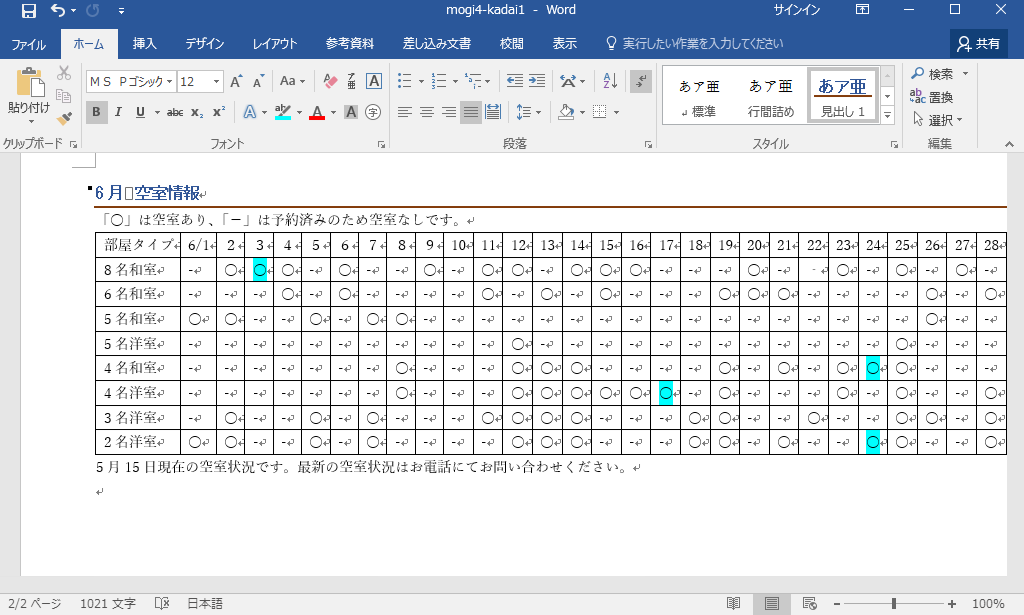 mogi4-kadai1 - Word
サインイン
ファイル ホーム 挿入 デザイン レイアウト 参考資料 差し込み文書 校閲 表示 実行したい作業を入力してください 共有
ＭＳ Ｐゴシック 12 A A Aa A 亜 A
貼り付け
B I U abc x₂ x² A A A 字
あア亜 あア亜 あア亜
↲標準 行間詰め 見出し 1
検索
置換
選択
クリップボード フォント 段落 スタイル 編集
6 月 空室情報
「○」は空室あり、「－」は予約済みのため空室なしです。
部屋タイプ 6/1 2 3 4 5 6 7 8 9 10 11 12 13 14 15 16 17 18 19 20 21 22 23 24 25 26 27 28
8 名和室 - ○ ○ ○ - ○ - - ○ - ○ ○ - ○ ○ ○ - - - ○ - - ○ - ○ - ○ -
6 名和室 - - - ○ - ○ - - - - ○ - ○ - ○ - - - ○ ○ ○ - - - - ○ - ○
5 名和室 ○ ○ - - ○ - ○ ○ - - - - - - - - - - - - - - - - - ○ - -
5 名洋室 - - - - - - - - - - - ○ - - - - - - - - - - - - ○ - - -
4 名和室 - - - - - - - ○ - - - ○ ○ ○ - - - - ○ - ○ - ○ ○ ○ - - -
4 名洋室 - - - - - - - ○ - - - ○ ○ ○ ○ ○ ○ - ○ - - - ○ - ○ - - ○
3 名洋室 - ○ - - ○ - ○ - - - ○ ○ ○ ○ - - - ○ ○ - - ○ - - ○ ○ - ○
2 名洋室 ○ ○ - - ○ - ○ - - - - ○ ○ ○ - - - ○ ○ - ○ - - ○ ○ - - ○
5 月 15 日現在の空室状況です。最新の空室状況はお電話にてお問い合わせください。
2/2 ページ 1021 文字 日本語 100%